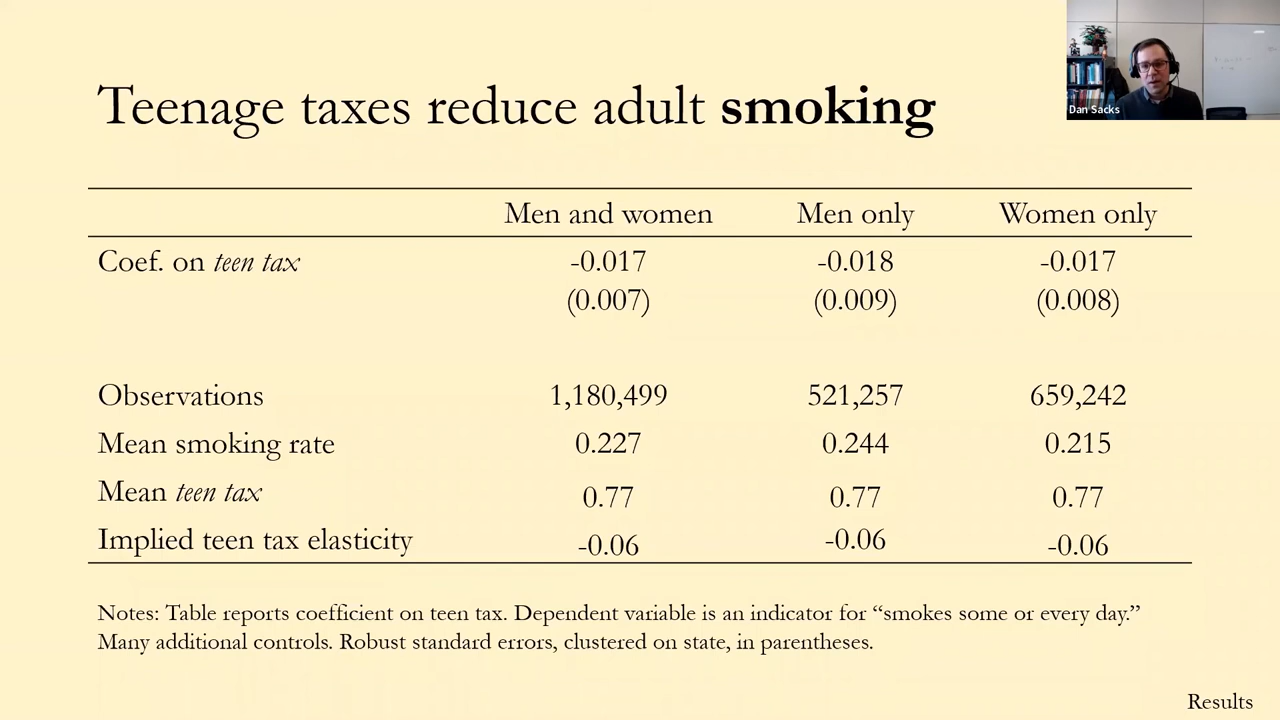 Teenage taxes reduce adult smoking
Dan Sacks
Men and women Men only Women only
Coef. on teen tax -0.017 -0.018 -0.017
(0.007) (0.009) (0.008)
Observations 1,180,499 521,257 659,242
Mean smoking rate 0.227 0.244 0.215
Mean teen tax 0.77 0.77 0.77
Implied teen tax elasticity -0.06 -0.06 -0.06
Notes: Table reports coefficient on teen tax. Dependent variable is an indicator for “smokes some or every day.”
Many additional controls. Robust standard errors, clustered on state, in parentheses.
Results